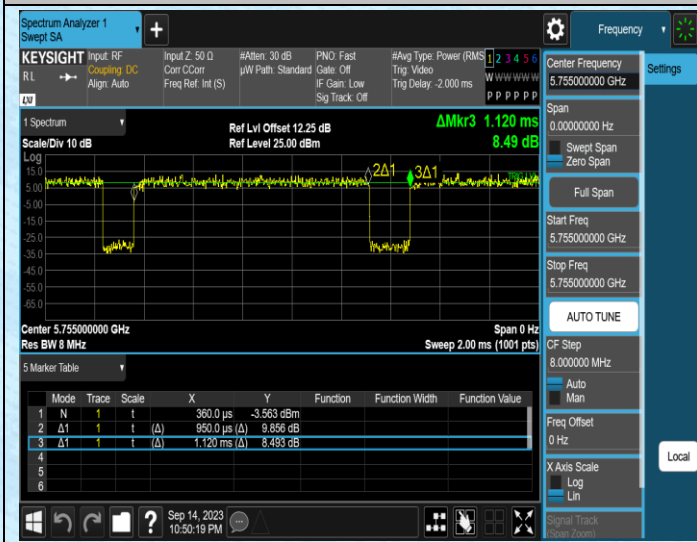 Spectrum Analyzer 1
Swept SA
Frequency
KEYSIGHT
RL
LXI
Input: RF
Coupling: DC
Align: Auto
Input Z: 50 Ω
Corr CCorr
Freq Ref: Int (S)
#Atten: 30 dB
µW Path: Standard
PNO: Fast
Gate: Off
IF Gain: Low
Sig Track: Off
#Avg Type: Power (RMS
Trig: Video
Trig Delay: -2.000 ms
1 2 3 4 5 6
W W W W W W
P P P P P P
1 Spectrum
Scale/Div 10 dB
Log
Ref Lvl Offset 12.25 dB
Ref Level 25.00 dBm
ΔMkr3 1.120 ms
8.49 dB
15.0
5.00
-5.00
-15.0
-25.0
-35.0
-45.0
-55.0
-65.0
2Δ1
3Δ1
Center 5.755000000 GHz
Res BW 8 MHz
Span 0 Hz
Sweep 2.00 ms (1001 pts)
5 Marker Table
Mode Trace Scale X Y Function Function Width Function Value
1 N 1 t 360.0 µs -3.563 dBm
2 Δ1 1 t (Δ) 950.0 µs (Δ) 9.856 dB
3 Δ1 1 t (Δ) 1.120 ms (Δ) 8.493 dB
4
5
6
Sep 14, 2023
10:50:19 PM
?
Center Frequency
5.755000000 GHz
Span
0.00000000 Hz
Swept Span
Zero Span
Full Span
Start Freq
5.755000000 GHz
Stop Freq
5.755000000 GHz
AUTO TUNE
CF Step
8.000000 MHz
Auto
Man
Freq Offset
0 Hz
X Axis Scale
Log
Lin
Signal Track
(Span Zoom)
Settings
Local